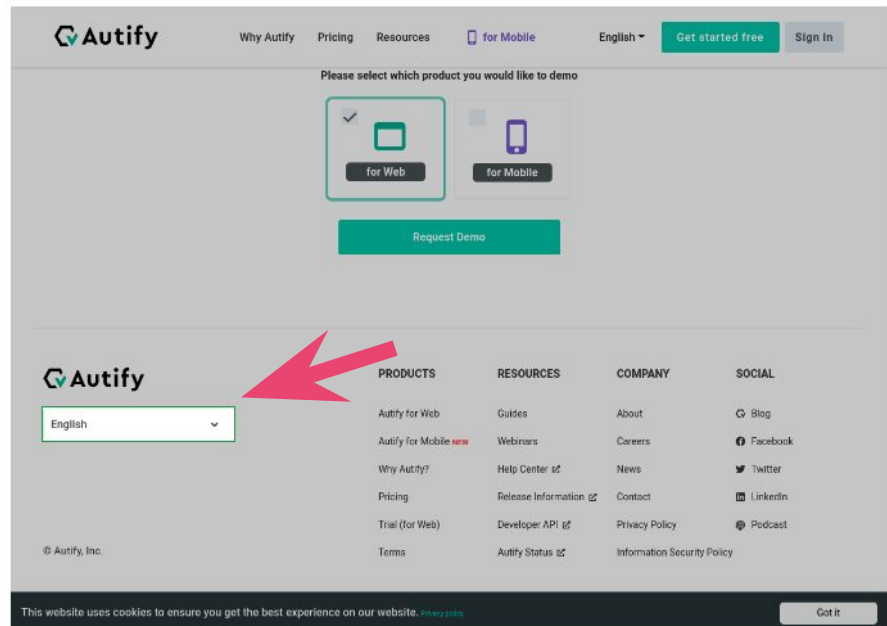 Autify
Why Autify
Pricing
Resources
for Mobile
English
Get started free
Sign in
Please select which product you would like to demo
for Web
for Mobile
Request Demo
Autify
English
© Autify, Inc.
PRODUCTS
Autify for Web
Autify for Mobile NEW
Why Autify?
Pricing
Trial (for Web)
Terms
RESOURCES
Guides
Webinars
Help Center
Release Information
Developer API
Autify Status
COMPANY
About
Careers
News
Contact
Privacy Policy
Information Security Policy
SOCIAL
Blog
Facebook
Twitter
LinkedIn
Podcast
This website uses cookies to ensure you get the best experience on our website. Privacy policy
Got it